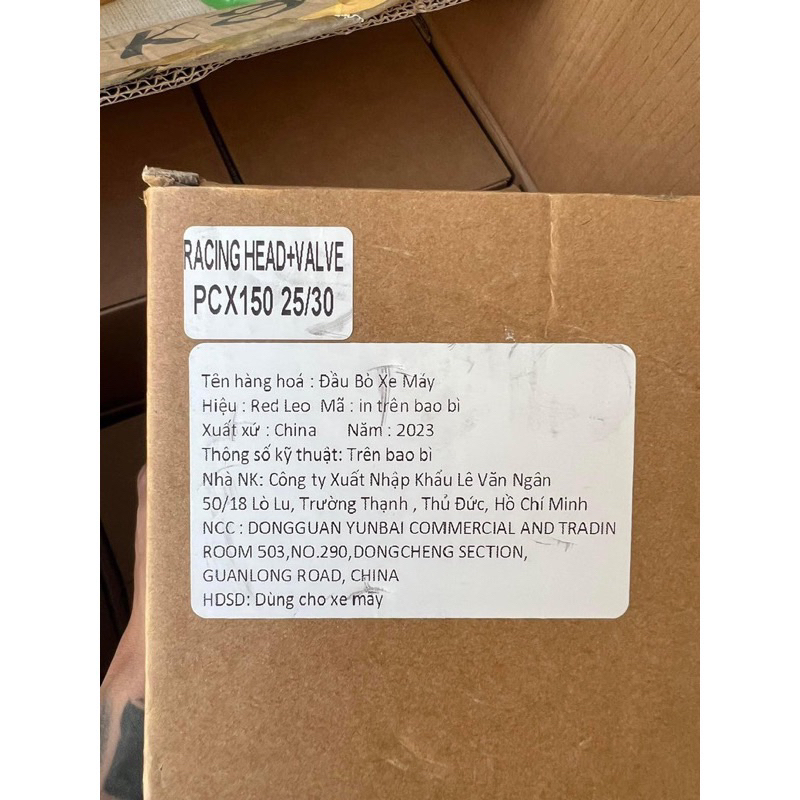 RACING HEAD+VALVE
PCX150 25/30
Tên hàng hoá : Đầu Bò Xe Máy
Hiệu : Red Leo Mã : in trên bao bì
Xuất xứ : China Năm : 2023
Thông số kỹ thuật: Trên bao bì
Nhà NK: Công ty Xuất Nhập Khẩu Lê Văn Ngân
50/18 Lò Lu, Trường Thạnh , Thủ Đức, Hồ Chí Minh
NCC : DONGGUAN YUNBAI COMMERCIAL AND TRADIN
ROOM 503,NO.290,DONGCHENG SECTION,
GUANLONG ROAD, CHINA
HDSD: Dùng cho xe máy